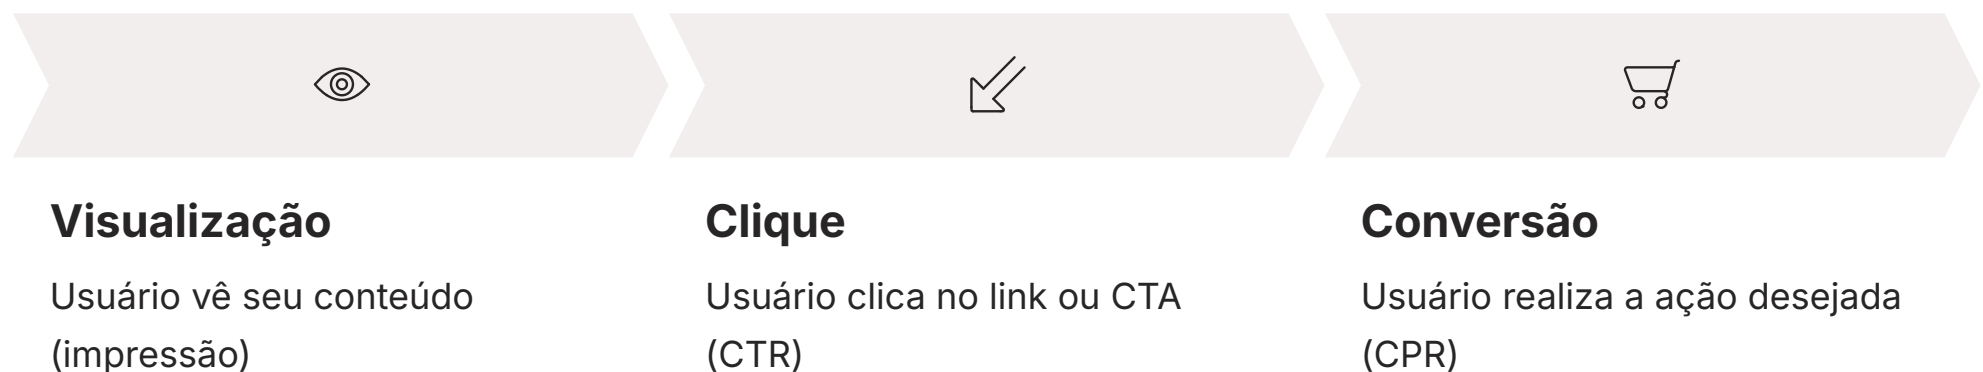 Visualização
Usuário vê seu conteúdo
(impressão)
Clique
Usuário clica no link ou CTA
(CTR)
Conversão
Usuário realiza a ação desejada
(CPR)